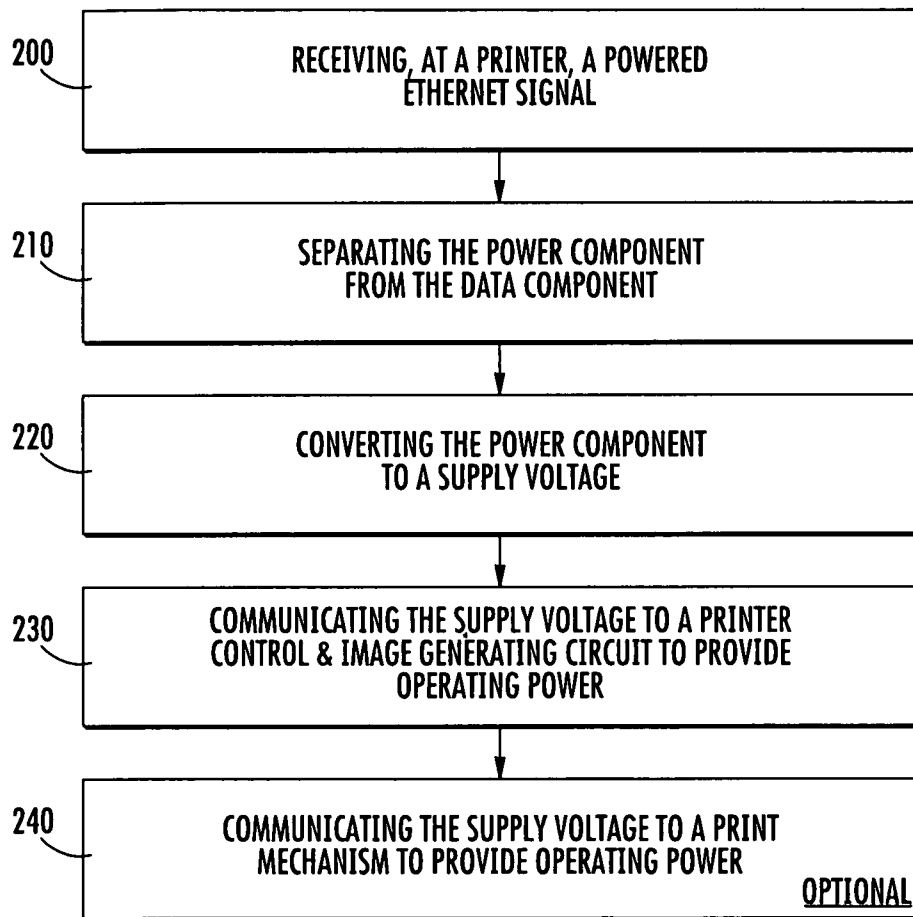 200
RECEIVING, AT A PRINTER, A POWERED
ETHERNET SIGNAL
210
SEPARATING THE POWER COMPONENT
FROM THE DATA COMPONENT
220
CONVERTING THE POWER COMPONENT
TO A SUPPLY VOLTAGE
230
COMMUNICATING THE SUPPLY VOLTAGE TO A PRINTER
CONTROL & IMAGE GENERATING CIRCUIT TO PROVIDE
OPERATING POWER
240
COMMUNICATING THE SUPPLY VOLTAGE TO A PRINT
MECHANISM TO PROVIDE OPERATING POWER
OPTIONAL